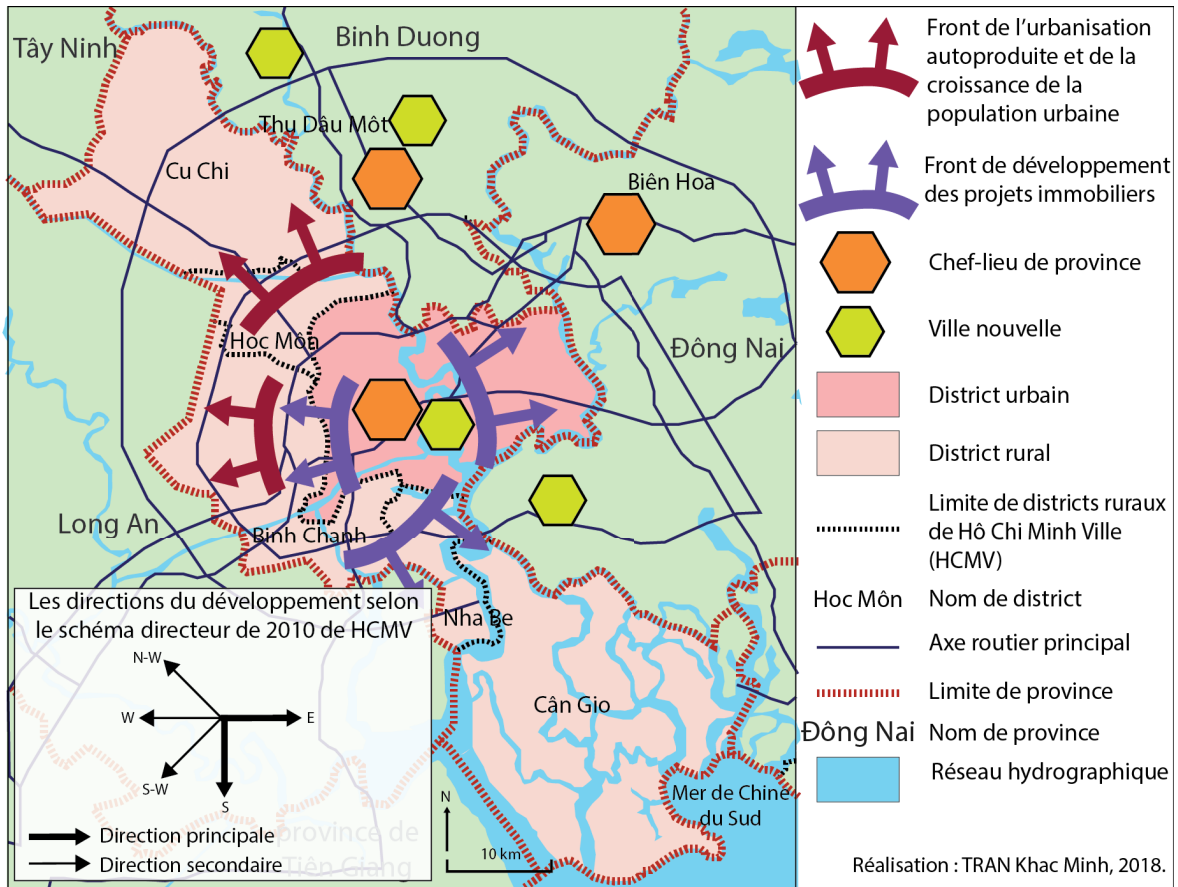 Tây Ninh
Binh Duong
Thu Dâu Môt
Cu Chi
Biên Hoa
Hoc Môn
Đông Nai
Long An
Binh Chanh
Nha Be
Cân Gio
Mer de Chine
du Sud
N
10 km
Les directions du développement selon
le schéma directeur de 2010 de HCMV
N-W
W
E
S-W
S
Direction principale
Direction secondaire
province de
Tiên Giang
Front de l’urbanisation
autoproduite et de la
croissance de la
population urbaine
Front de développement
des projets immobiliers
Chef-lieu de province
Ville nouvelle
District urbain
District rural
Limite de districts ruraux
de Hô Chi Minh Ville
(HCMV)
Hoc Môn Nom de district
Axe routier principal
Limite de province
Đông Nai Nom de province
Réseau hydrographique
Réalisation : TRAN Khac Minh, 2018.